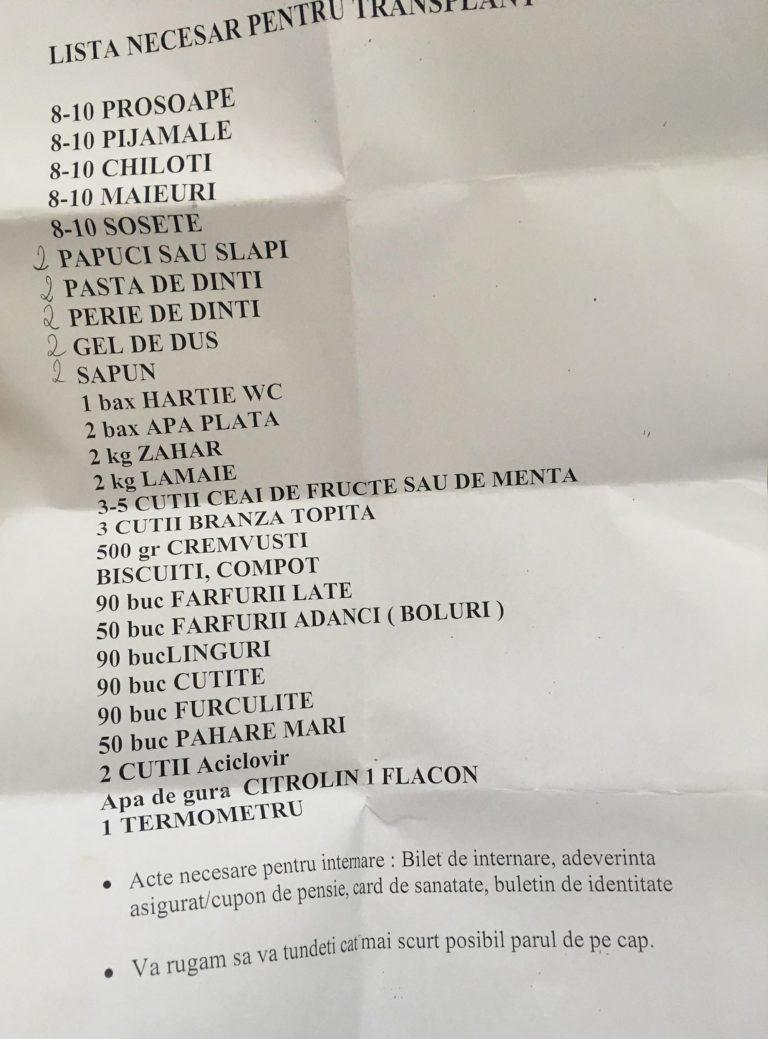 LISTA NECESAR PENTRU TRANSPLANT
8-10 PROSOAPE
8-10 PIJAMALE
8-10 CHILOTI
8-10 MAIEURI
8-10 SOSETE
2 PAPUCI SAU SLAPI
2 PASTA DE DINTI
2 PERIE DE DINTI
2 GEL DE DUS
2 SAPUN
1 bax HARTIE WC
2 bax APA PLATA
2 kg ZAHAR
2 kg LAMAIE
3-5 CUTII CEAI DE FRUCTE SAU DE MENTA
3 CUTII BRANZA TOPITA
500 gr CREMVUSTI
BISCUITI, COMPOT
90 buc FARFURII LATE
50 buc FARFURII ADANCI ( BOLURI )
90 bucLINGURI
90 buc CUTITE
90 buc FURCULITE
50 buc PAHARE MARI
2 CUTII Aciclovir
Apa de gura CITROLIN 1 FLACON
1 TERMOMETRU
• Acte necesare pentru internare : Bilet de internare, adeverinta
asigurat/cupon de pensie, card de sanatate, buletin de identitate
• Va rugam sa va tundeti cat mai scurt posibil parul de pe cap.